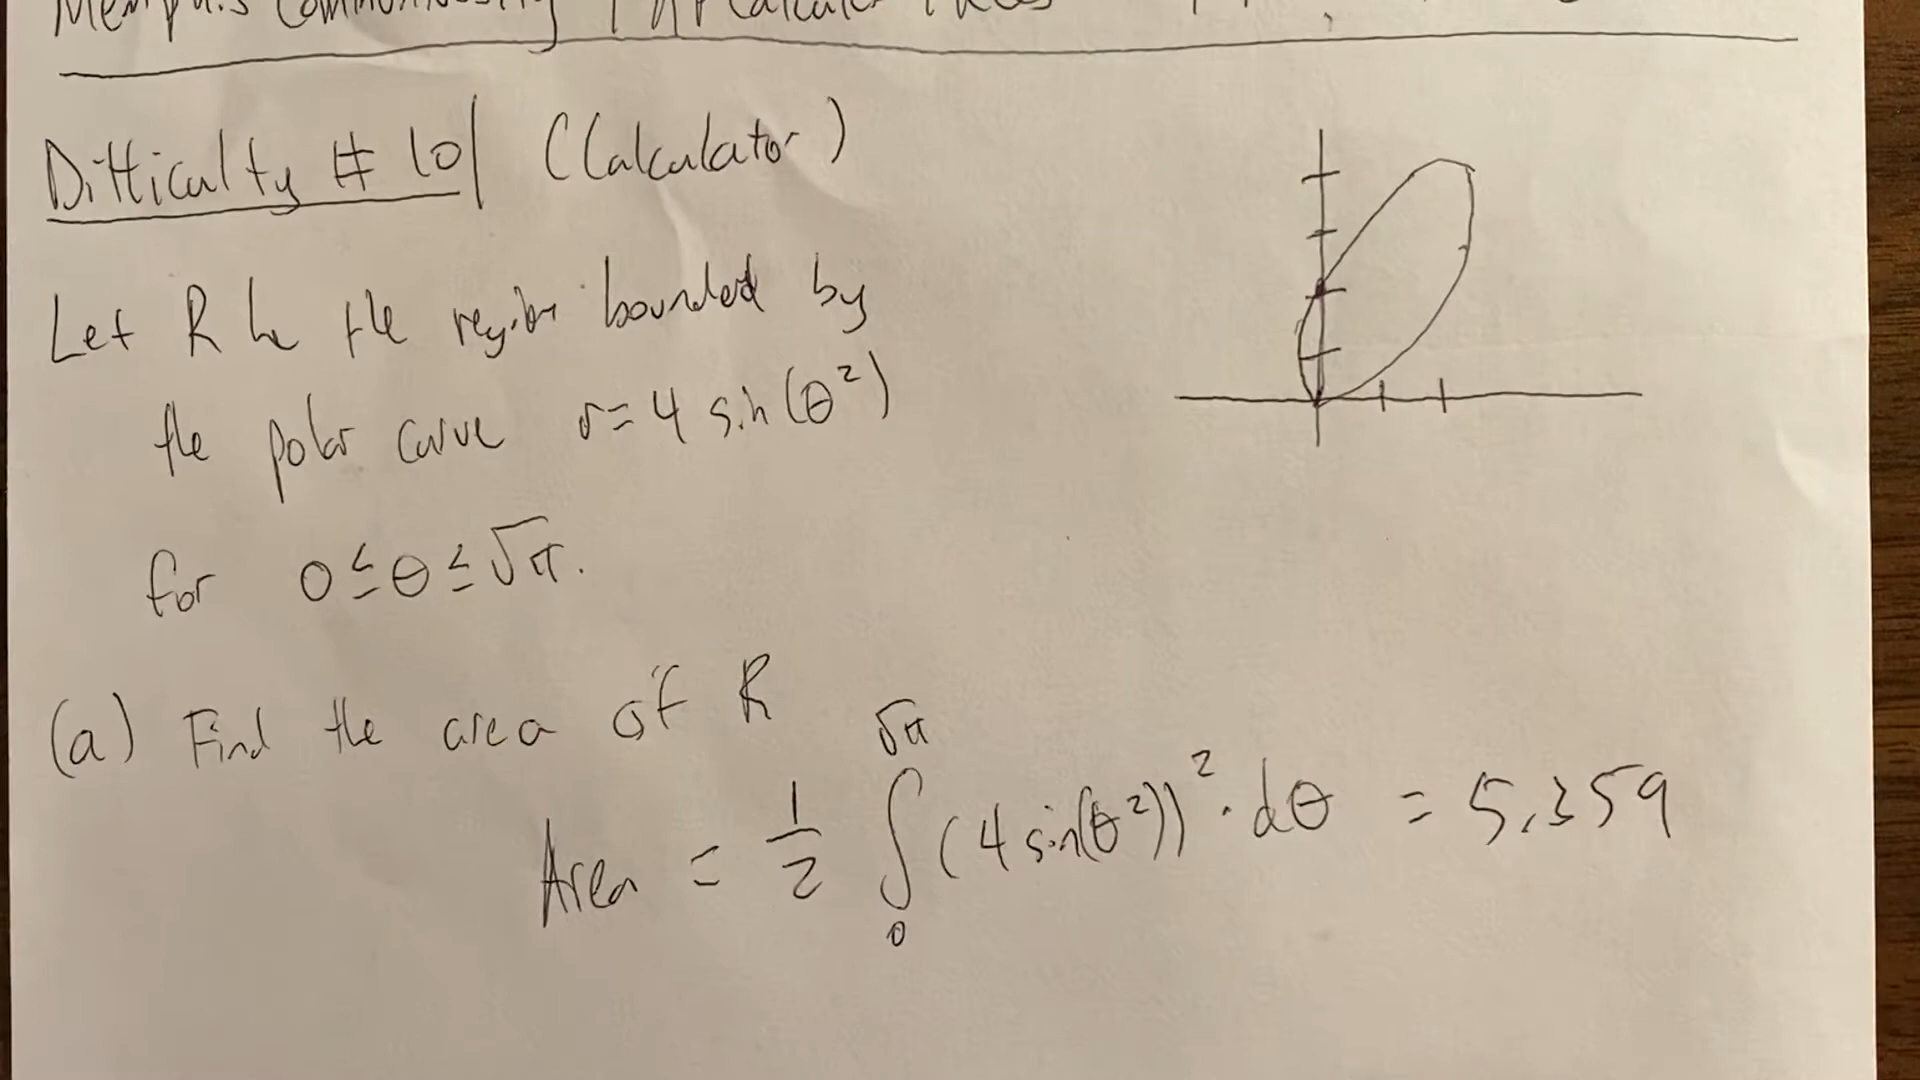 Difficulty # 10 (Calculator)
Let R be the region bounded by
the polar curve r = 4 sin(θ²)
for 0 ≤ θ ≤ √π.
(a) Find the area of R
Area = 1/2 ∫₀^√π (4 sin(θ²))² · dθ = 5.359